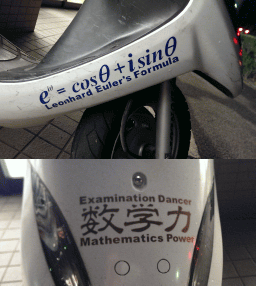 e^iθ = cosθ + i sinθ
Leonhard Euler's Formula
Examination Dancer
数学力
Mathematics Power